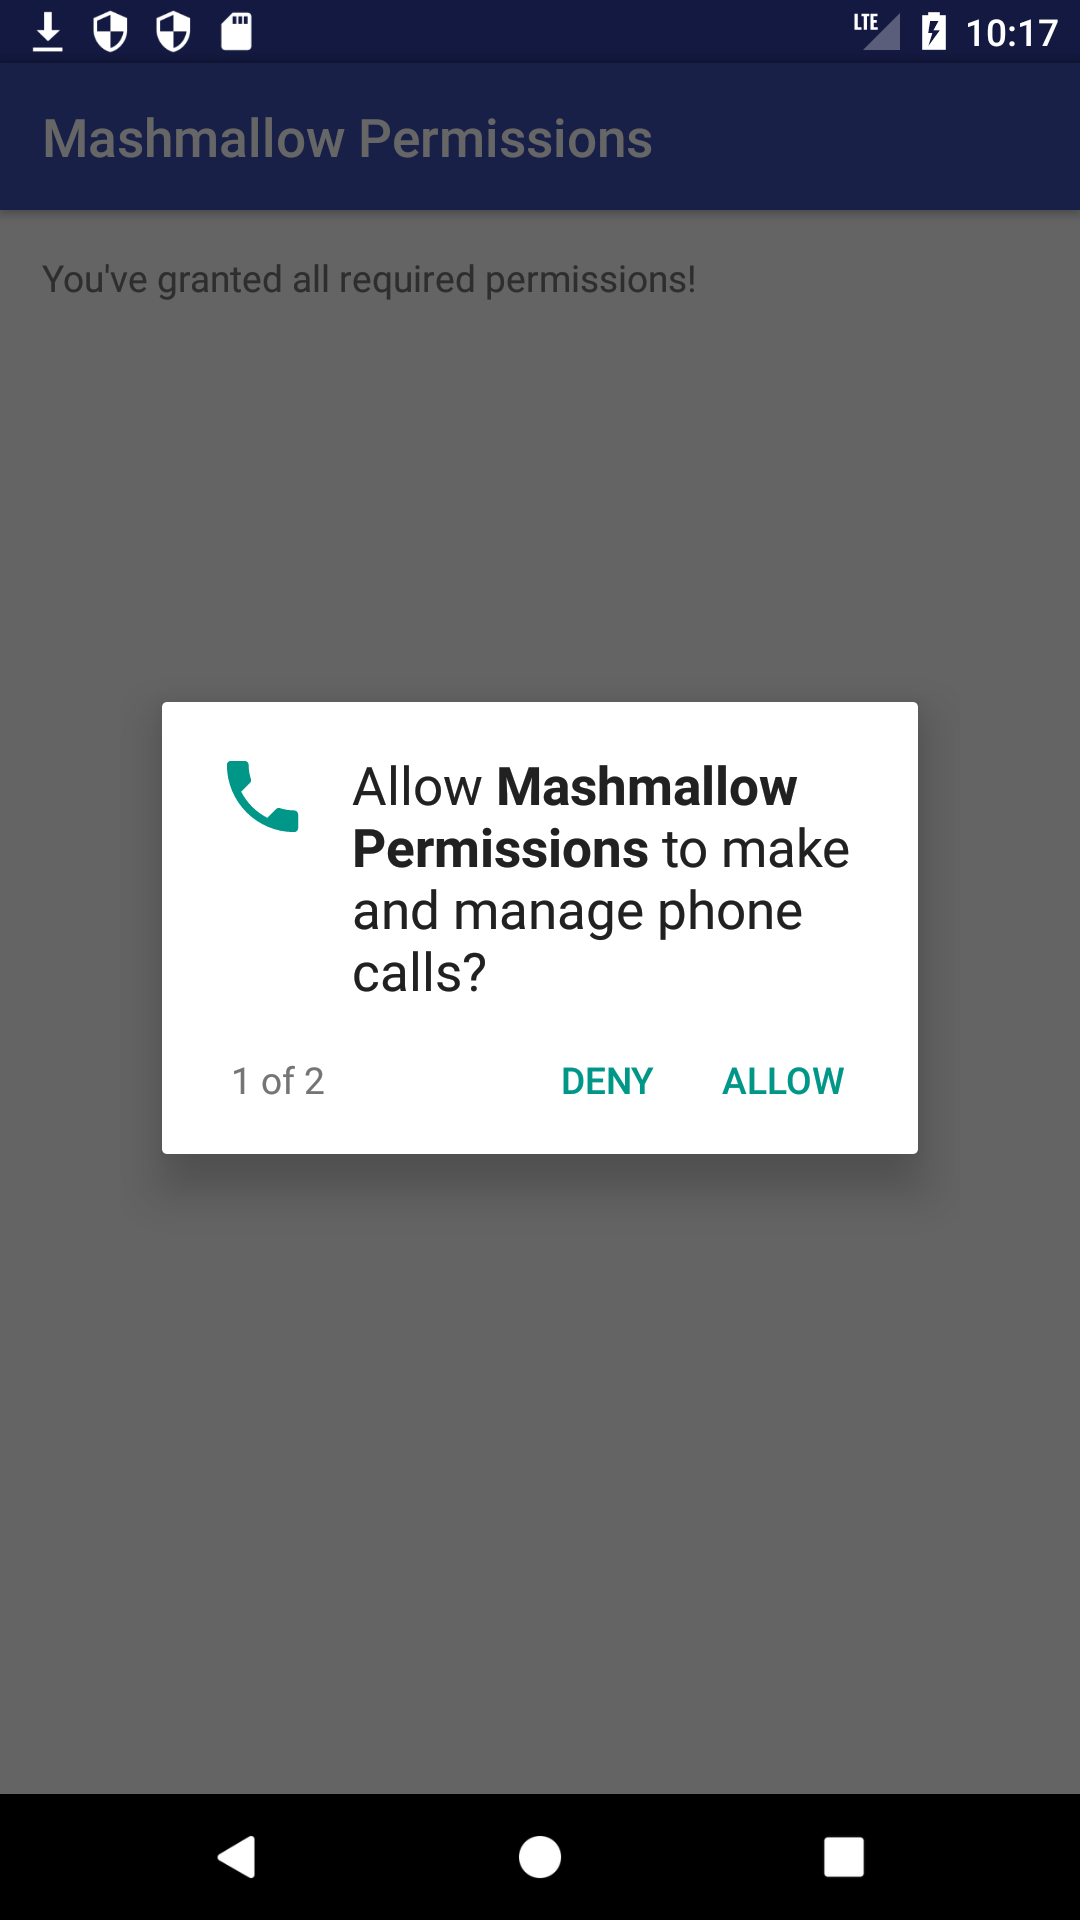 LTE 10:17
Mashmallow Permissions
You've granted all required permissions!
Allow Mashmallow
Permissions to make
and manage phone
calls?
1 of 2 DENY ALLOW